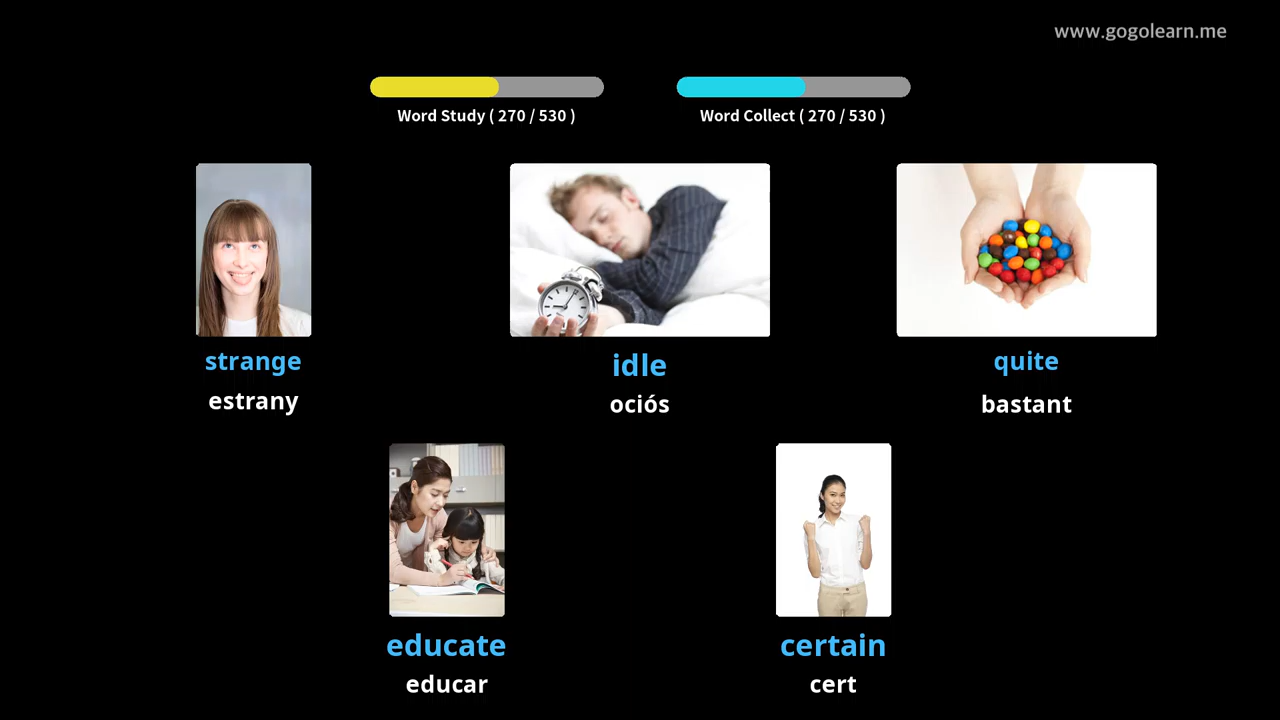 www.gogolearn.me
Word Study ( 270 / 530 )
Word Collect ( 270 / 530 )
strange
estrany
idle
ociós
quite
bastant
educate
educar
certain
cert